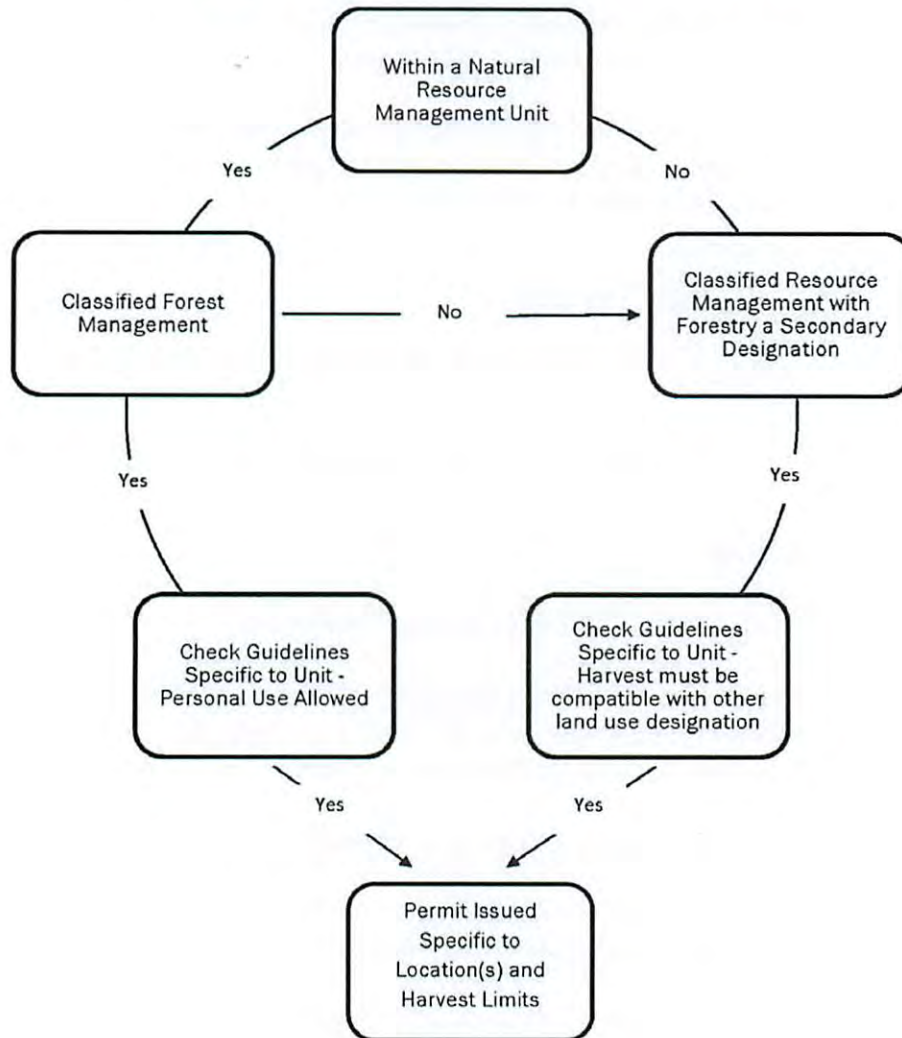 Within a Natural
Resource
Management Unit
Yes
No
Classified Forest
Management
No
Classified Resource
Management with
Forestry a Secondary
Designation
Yes
Yes
Check Guidelines
Specific to Unit -
Personal Use Allowed
Check Guidelines
Specific to Unit -
Harvest must be
compatible with other
land use designation
Yes
Yes
Permit Issued
Specific to
Location(s) and
Harvest Limits